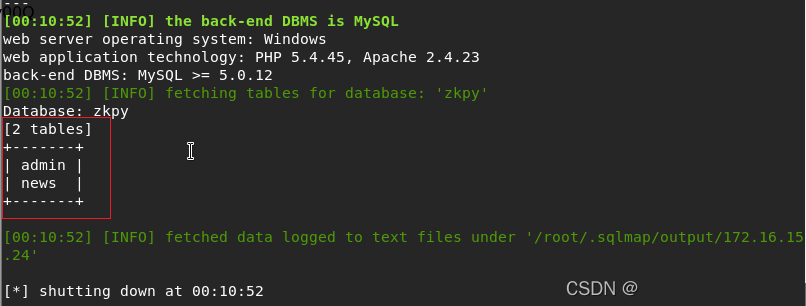 ---
[00:10:52] [INFO] the back-end DBMS is MySQL
web server operating system: Windows
web application technology: PHP 5.4.45, Apache 2.4.23
back-end DBMS: MySQL >= 5.0.12
[00:10:52] [INFO] fetching tables for database: 'zkpy'
Database: zkpy
[2 tables]
+-------+
| admin |
| news  |
+-------+
[00:10:52] [INFO] fetched data logged to text files under '/root/.sqlmap/output/172.16.15
.24'
[*] shutting down at 00:10:52
CSDN @